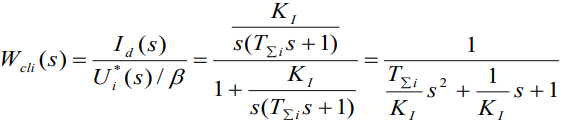 W_{cli}(s) = \frac{I_d(s)}{U_i^*(s)/\beta} = \frac{\frac{K_I}{s(T_{\Sigma i}s+1)}}{1+\frac{K_I}{s(T_{\Sigma i}s+1)}} = \frac{1}{\frac{T_{\Sigma i}}{K_I}s^2+\frac{1}{K_I}s+1}